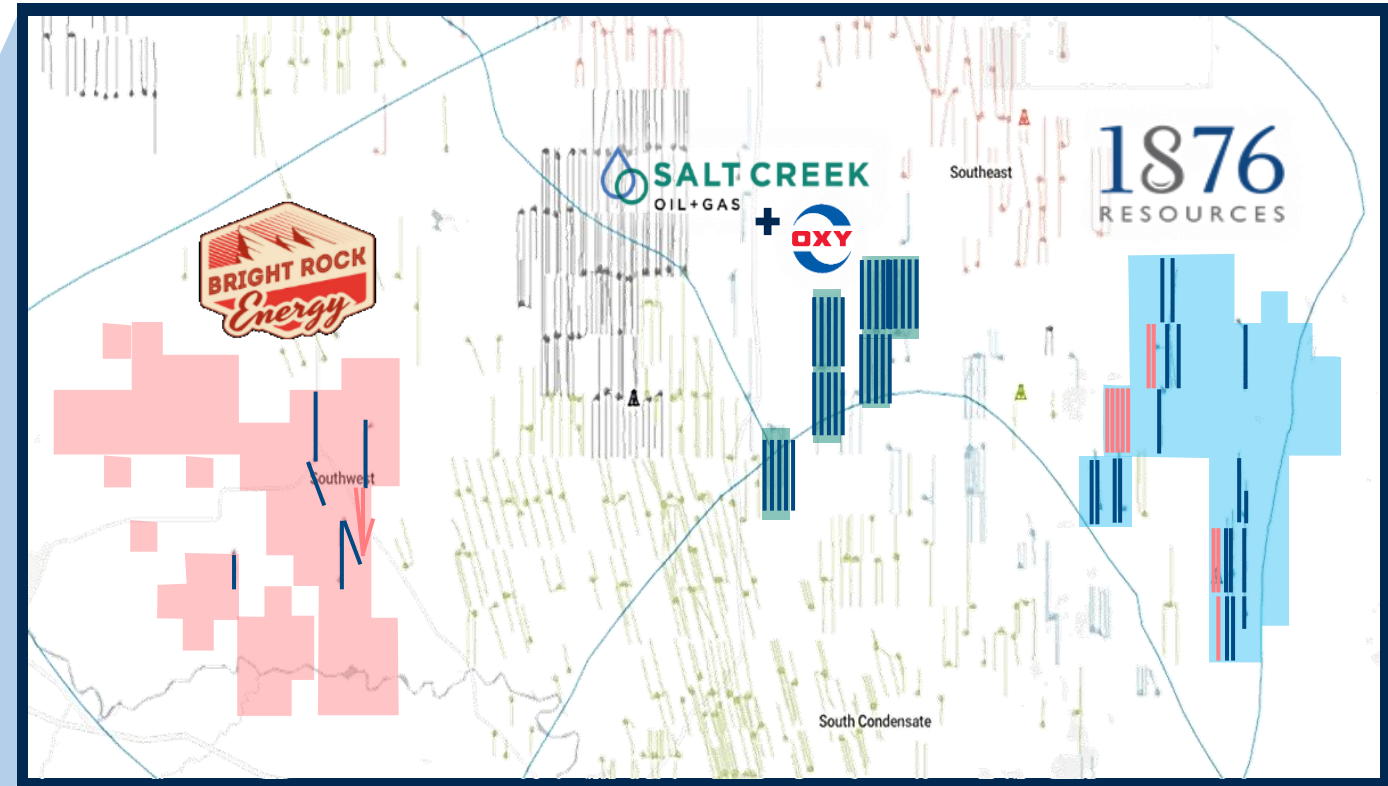 SALT CREEK
OIL+GAS
+
OXY
Southeast
1876
RESOURCES
BRIGHT ROCK
Energy
Southwest
South Condensate